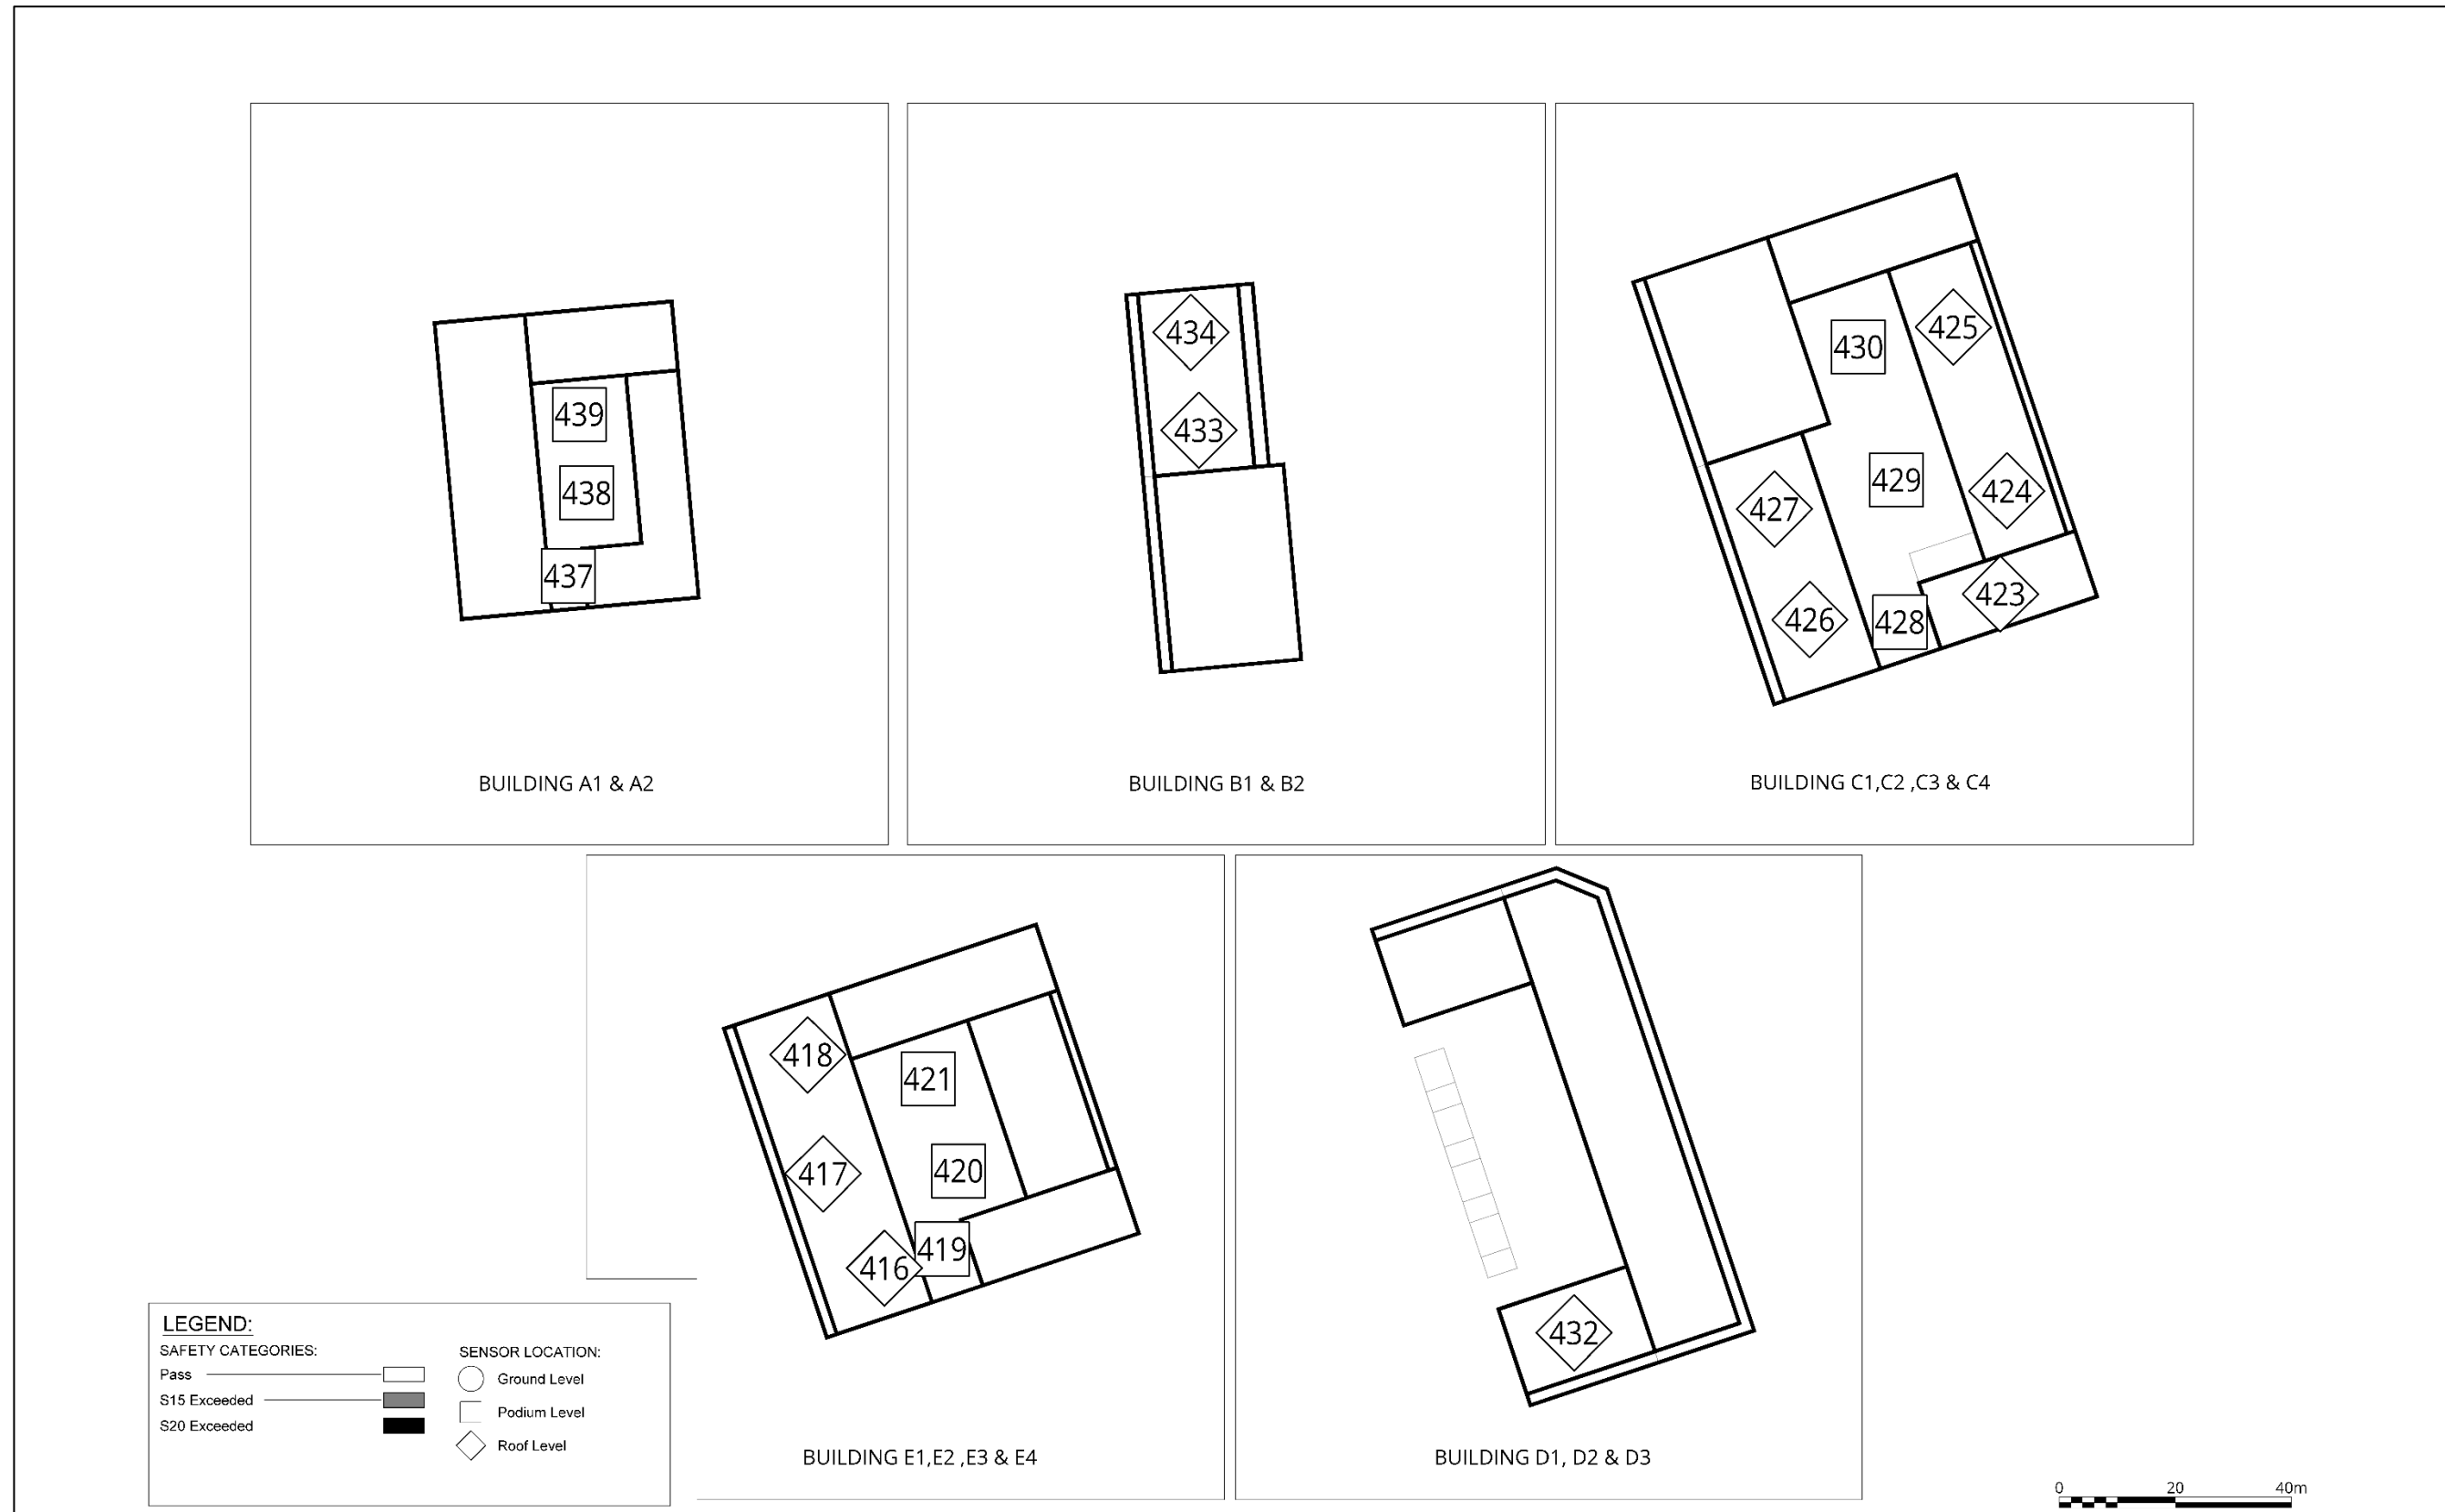 439
438
437
BUILDING A1 & A2
434
433
BUILDING B1 & B2
430
425
429
424
427
423
428
426
BUILDING C1,C2 ,C3 & C4
418
421
417
420
419
416
BUILDING E1,E2 ,E3 & E4
432
BUILDING D1, D2 & D3
LEGEND:
SAFETY CATEGORIES:
Pass
S15 Exceeded
S20 Exceeded
SENSOR LOCATION:
Ground Level
Podium Level
Roof Level
0 20 40m